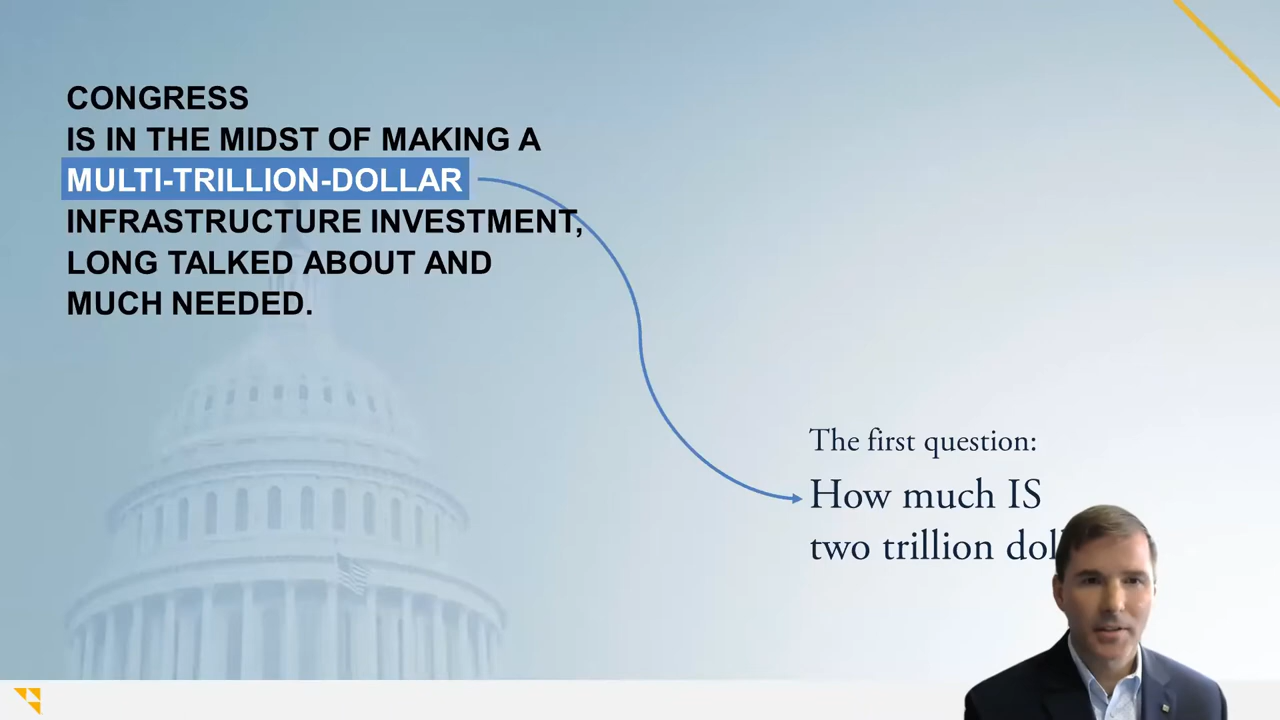 CONGRESS
IS IN THE MIDST OF MAKING A
MULTI-TRILLION-DOLLAR
INFRASTRUCTURE INVESTMENT,
LONG TALKED ABOUT AND
MUCH NEEDED.
The first question:
How much IS
two trillion